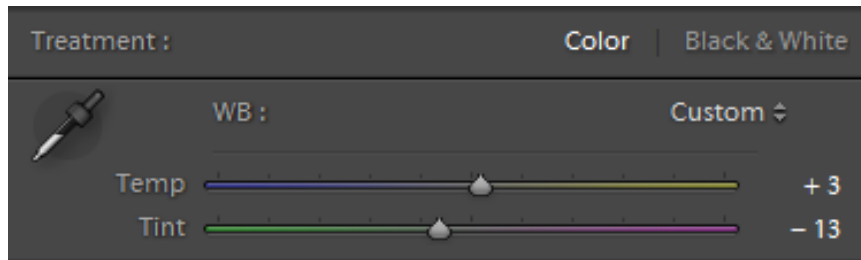 Treatment : Color | Black & White
WB : Custom
Temp + 3
Tint − 13